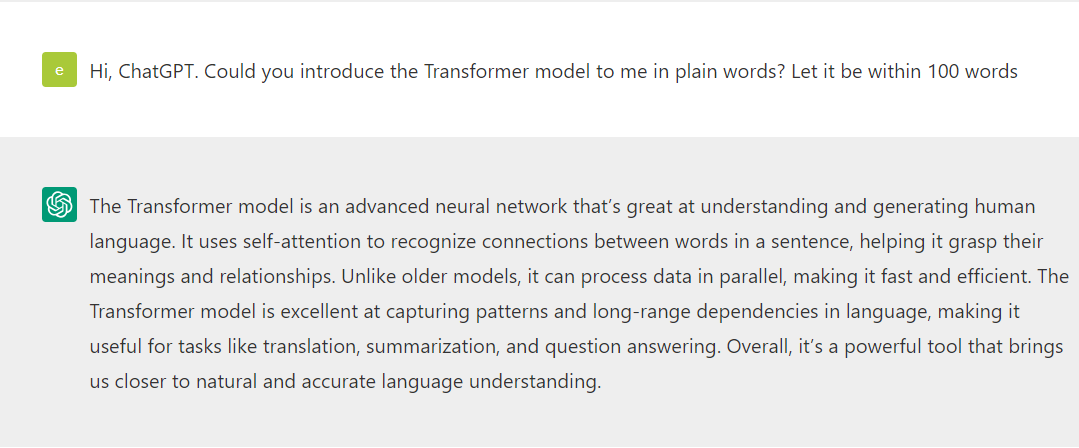 e
Hi, ChatGPT. Could you introduce the Transformer model to me in plain words? Let it be within 100 words
The Transformer model is an advanced neural network that’s great at understanding and generating human
language. It uses self-attention to recognize connections between words in a sentence, helping it grasp their
meanings and relationships. Unlike older models, it can process data in parallel, making it fast and efficient. The
Transformer model is excellent at capturing patterns and long-range dependencies in language, making it
useful for tasks like translation, summarization, and question answering. Overall, it’s a powerful tool that brings
us closer to natural and accurate language understanding.